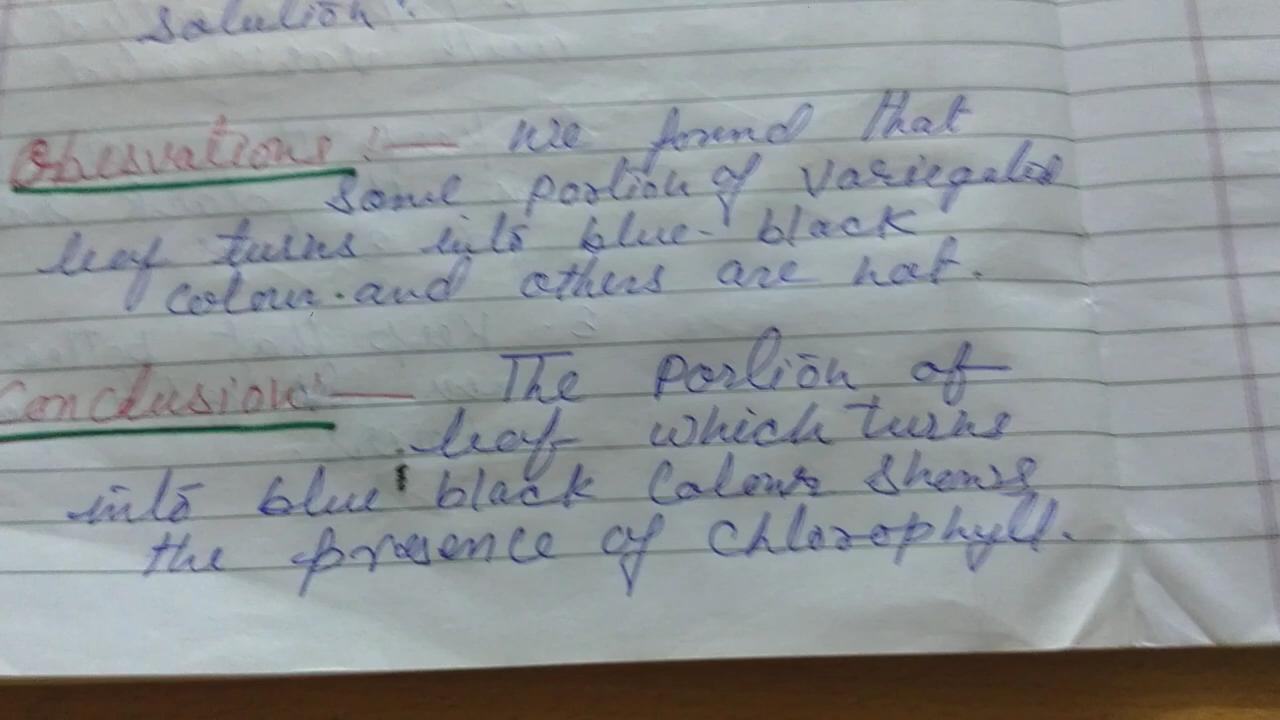 solution.
Obsevations :— We found that
some portion of variegated
leaf turns into blue-black
colour and others are not.
Conclusion :— The portion of
leaf which turns
into blue black Colour shows
the presence of Chlorophyll.